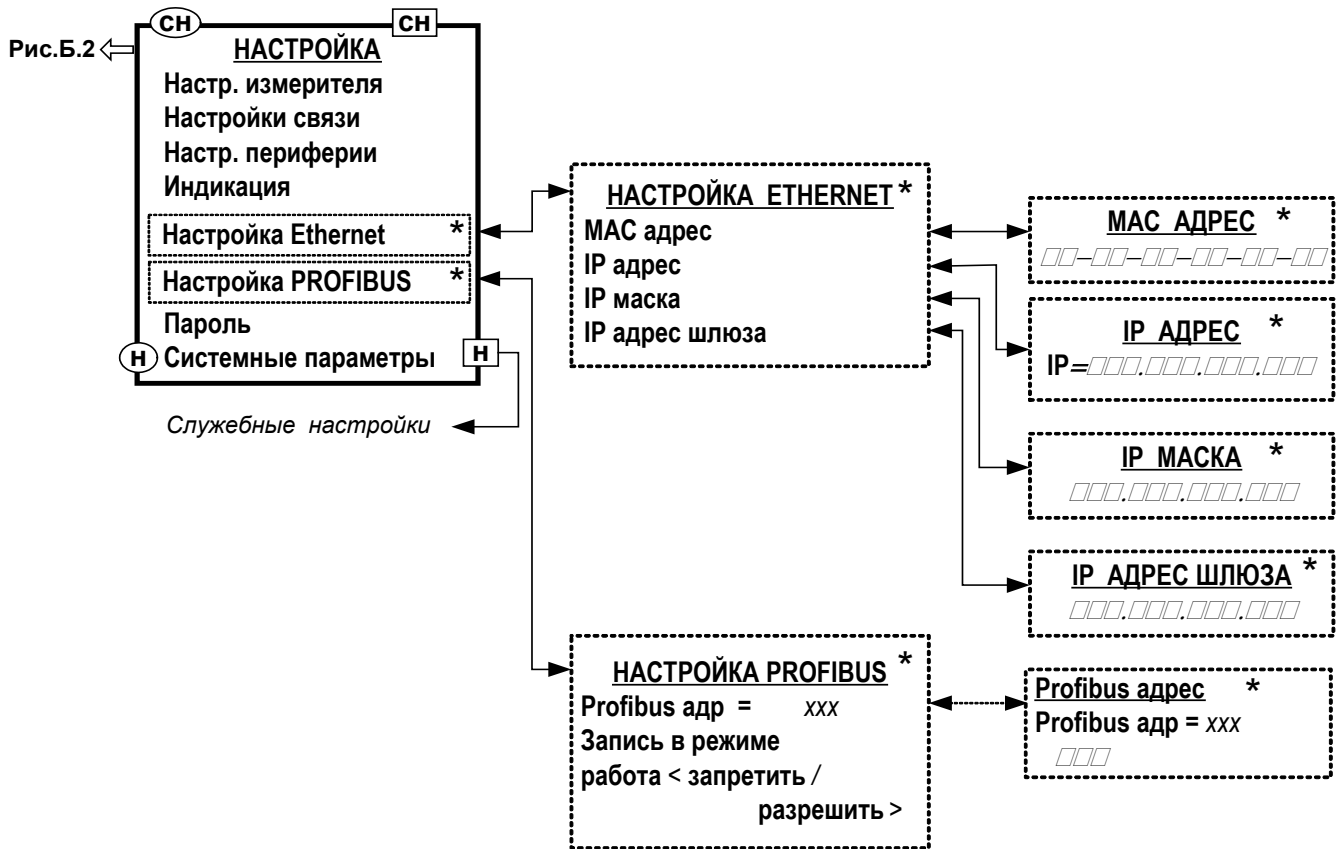 СН
СН
Рис.Б.2
НАСТРОЙКА
Настр. измерителя
Настройки связи
Настр. периферии
Индикация
Настройка Ethernet *
Настройка PROFIBUS *
Пароль
Н Системные параметры Н
Служебные настройки
НАСТРОЙКА ETHERNET *
МАС адрес
IP адрес
IP маска
IP адрес шлюза
МАС АДРЕС *
□□–□□–□□–□□–□□–□□
IP АДРЕС *
IP=□□□.□□□.□□□.□□□
IP МАСКА *
□□□.□□□.□□□.□□□
IP АДРЕС ШЛЮЗА *
□□□.□□□.□□□.□□□
НАСТРОЙКА PROFIBUS *
Profibus адр = xxx
Запись в режиме
работа < запретить /
разрешить >
Profibus адрес *
Profibus адр = xxx
□□□